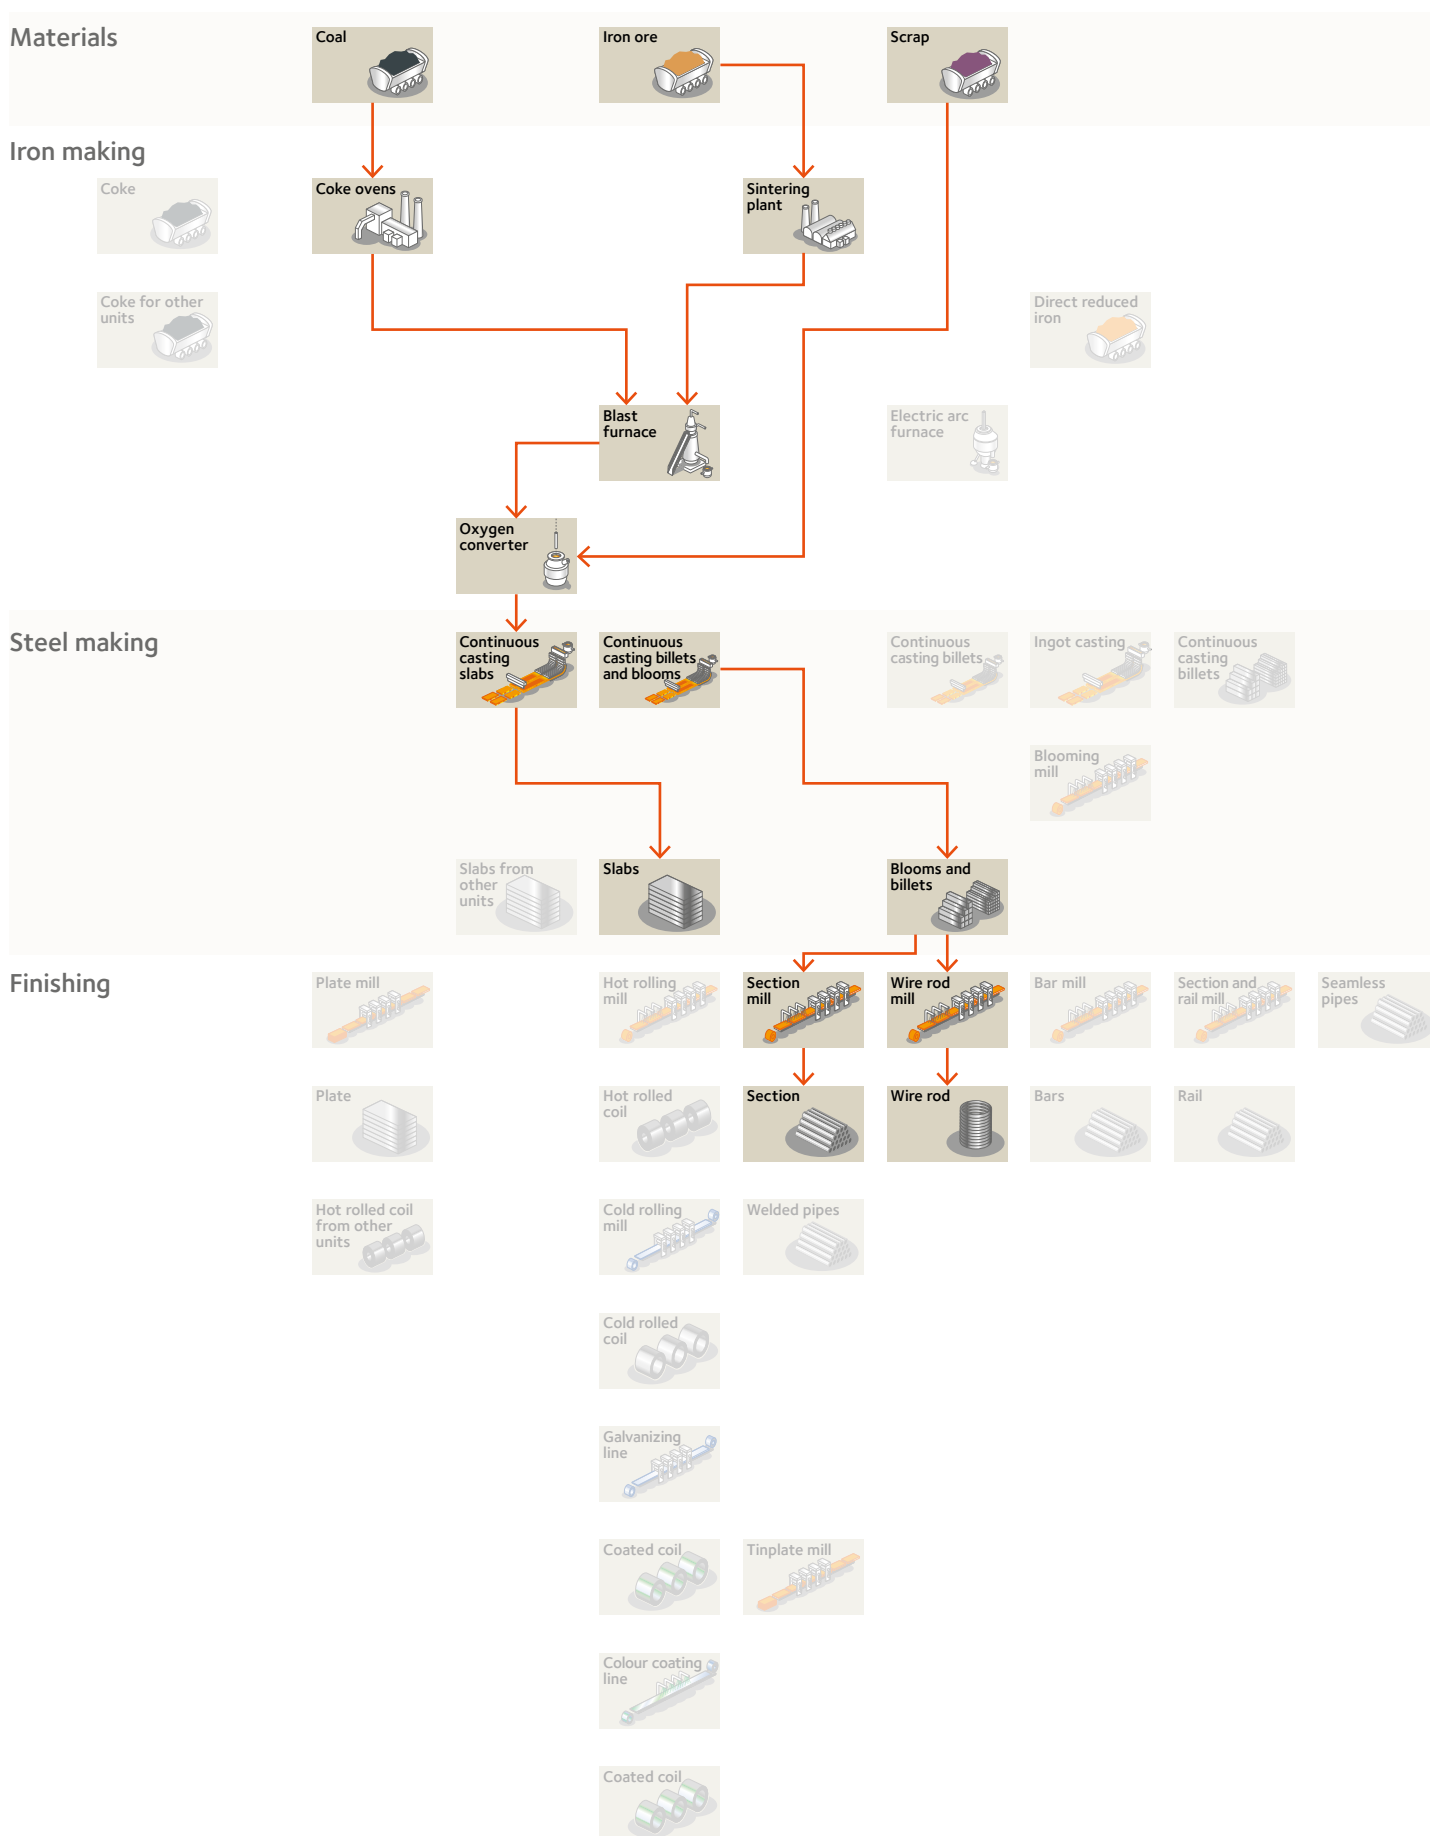 Materials
Coal
Iron ore
Scrap
Iron making
Coke
Coke ovens
Sintering
plant
Coke for other
units
Direct reduced
iron
Blast
furnace
Electric arc
furnace
Oxygen
converter
Steel making
Continuous
casting
slabs
Continuous
casting billets
and blooms
Continuous
casting billets
Ingot casting
Continuous
casting
billets
Blooming
mill
Slabs from
other
units
Slabs
Blooms and
billets
Finishing
Plate mill
Hot rolling
mill
Section
mill
Wire rod
mill
Bar mill
Section and
rail mill
Seamless
pipes
Plate
Hot rolled
coil
Section
Wire rod
Bars
Rail
Hot rolled coil
from other
units
Cold rolling
mill
Welded pipes
Cold rolled
coil
Galvanizing
line
Coated coil
Tinplate mill
Colour coating
line
Coated coil